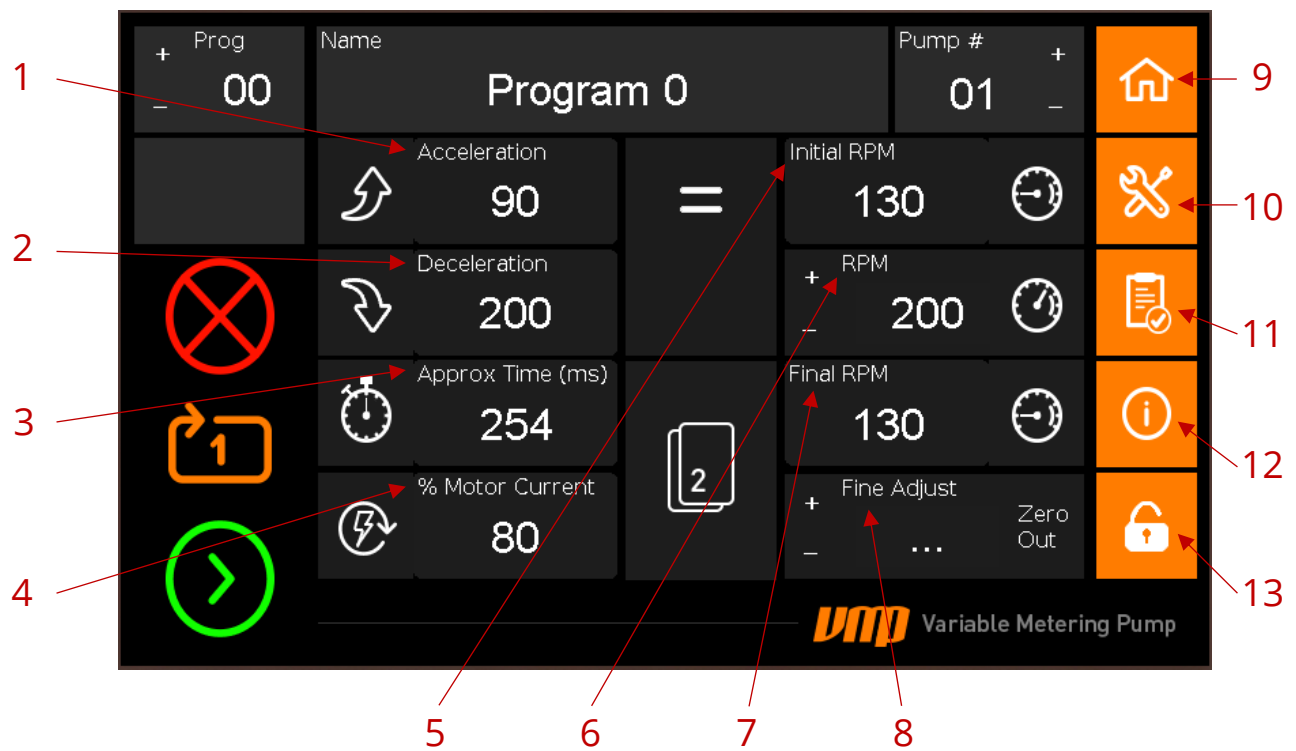 Prog
+
00
–
Name
Program 0
Pump #
+
01
–
1
9
Acceleration
90
=
Initial RPM
130
10
2
Deceleration
200
RPM
+
200
–
11
3
Approx Time (ms)
254
Final RPM
130
1
2
12
4
% Motor Current
80
Fine Adjust
+
...
–
Zero
Out
13
vmp Variable Metering Pump
5
6
7
8